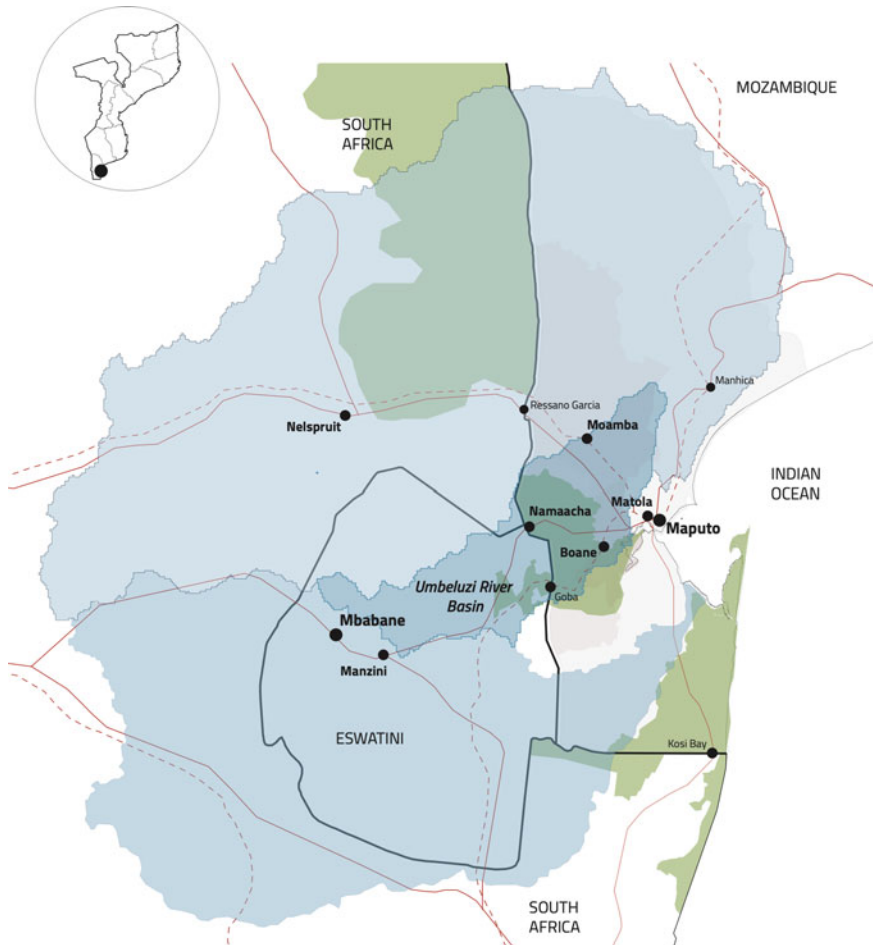 MOZAMBIQUE
SOUTH
AFRICA
Manhica
Ressano Garcia
Nelspruit
Moamba
INDIAN
OCEAN
Matola
Namaacha
Maputo
Boane
Umbeluzi River
Basin
Goba
Mbabane
Manzini
ESWATINI
Kosi Bay
SOUTH
AFRICA